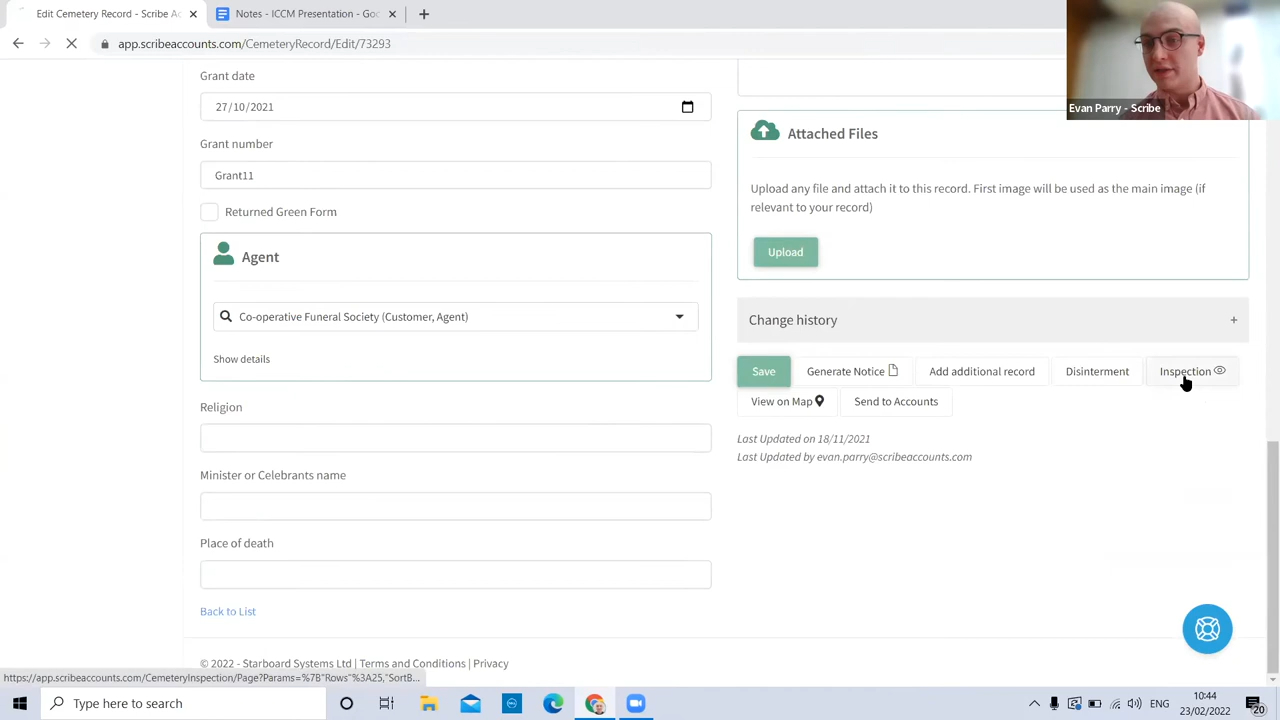 Edit Cemetery Record - Scribe A
Notes - ICCM Presentation - Goo
app.scribeaccounts.com/CemeteryRecord/Edit/73293
Evan Parry - Scribe
Grant date
27/10/2021
Grant number
Grant11
Returned Green Form
Agent
Co-operative Funeral Society (Customer, Agent)
Show details
Religion
Minister or Celebrants name
Place of death
Back to List
Attached Files
Upload any file and attach it to this record. First image will be used as the main image (if
relevant to your record)
Upload
Change history +
Save Generate Notice Add additional record Disinterment Inspection
View on Map Send to Accounts
Last Updated on 18/11/2021
Last Updated by evan.parry@scribeaccounts.com
© 2022 - Starboard Systems Ltd | Terms and Conditions | Privacy
https://app.scribeaccounts.com/CemeteryInspection/Page?Params=%7B"Rows"%3A25,"SortB...
Type here to search
ENG
10:44
23/02/2022
20